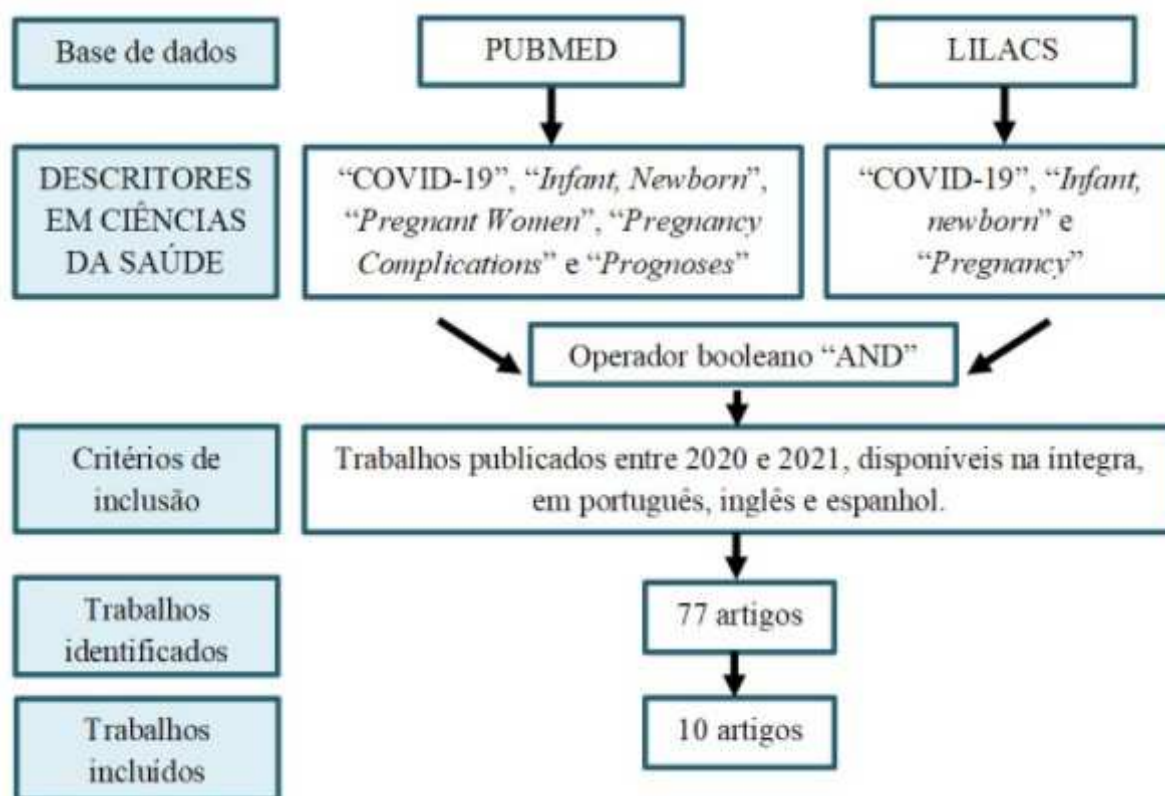 Base de dados
PUBMED
LILACS
DESCRITORES
EM CIÊNCIAS
DA SAÚDE
“COVID-19”, “Infant, Newborn”,
“Pregnant Women”, “Pregnancy
Complications” e “Prognoses”
“COVID-19”, “Infant,
newborn” e
“Pregnancy”
Operador booleano “AND”
Critérios de
inclusão
Trabalhos publicados entre 2020 e 2021, disponíveis na íntegra,
em português, inglês e espanhol.
Trabalhos
identificados
77 artigos
Trabalhos
incluídos
10 artigos